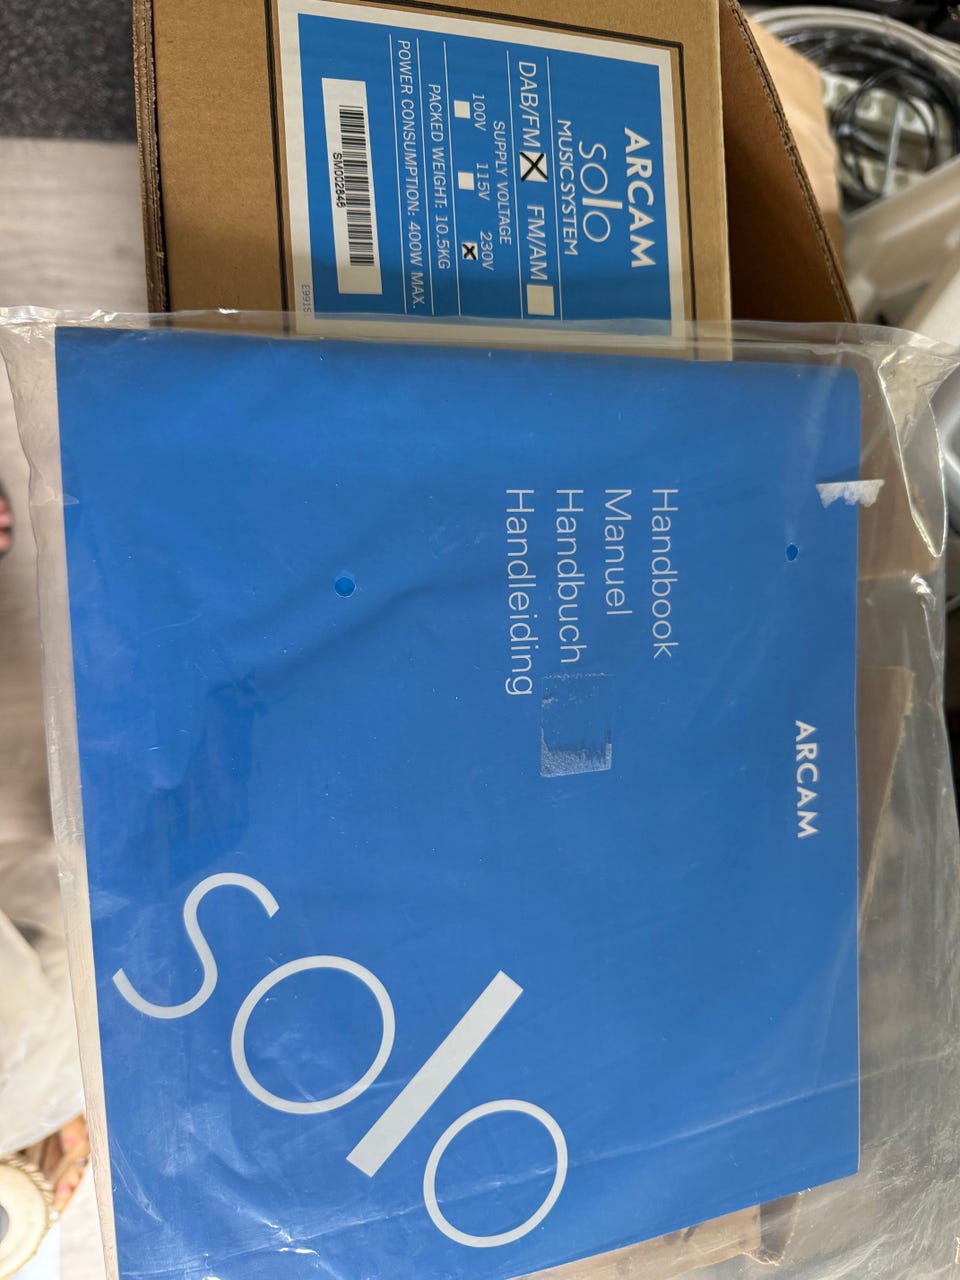 ARCAM
solo
MUSIC SYSTEM
DAB/FM FM/AM
SUPPLY VOLTAGE
100V 115V 230V
PACKED WEIGHT: 10.5KG
POWER CONSUMPTION: 400W MAX.
SM002848
ARCAM
Handbook
Manuel
Handbuch
Handleiding
solo